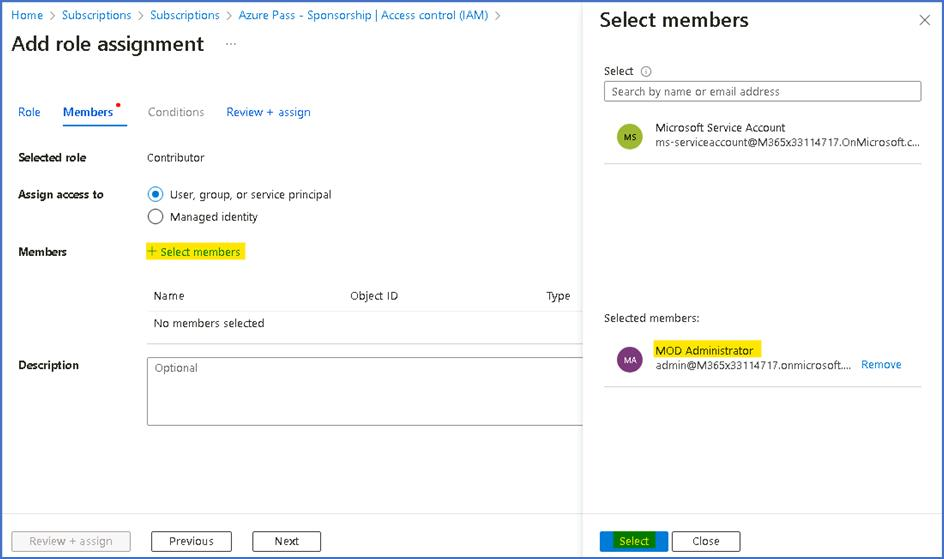 Home > Subscriptions > Subscriptions > Azure Pass - Sponsorship | Access control (IAM) >
Add role assignment ...
Role Members Conditions Review + assign
Selected role Contributor
Assign access to User, group, or service principal
Managed identity
Members + Select members
Name Object ID Type
No members selected
Description Optional
Review + assign Previous Next
Select members
Select
Search by name or email address
MS Microsoft Service Account
ms-serviceaccount@M365x33114717.OnMicrosoft.c...
Selected members:
MA MOD Administrator
admin@M365x33114717.onmicrosoft.... Remove
Select Close